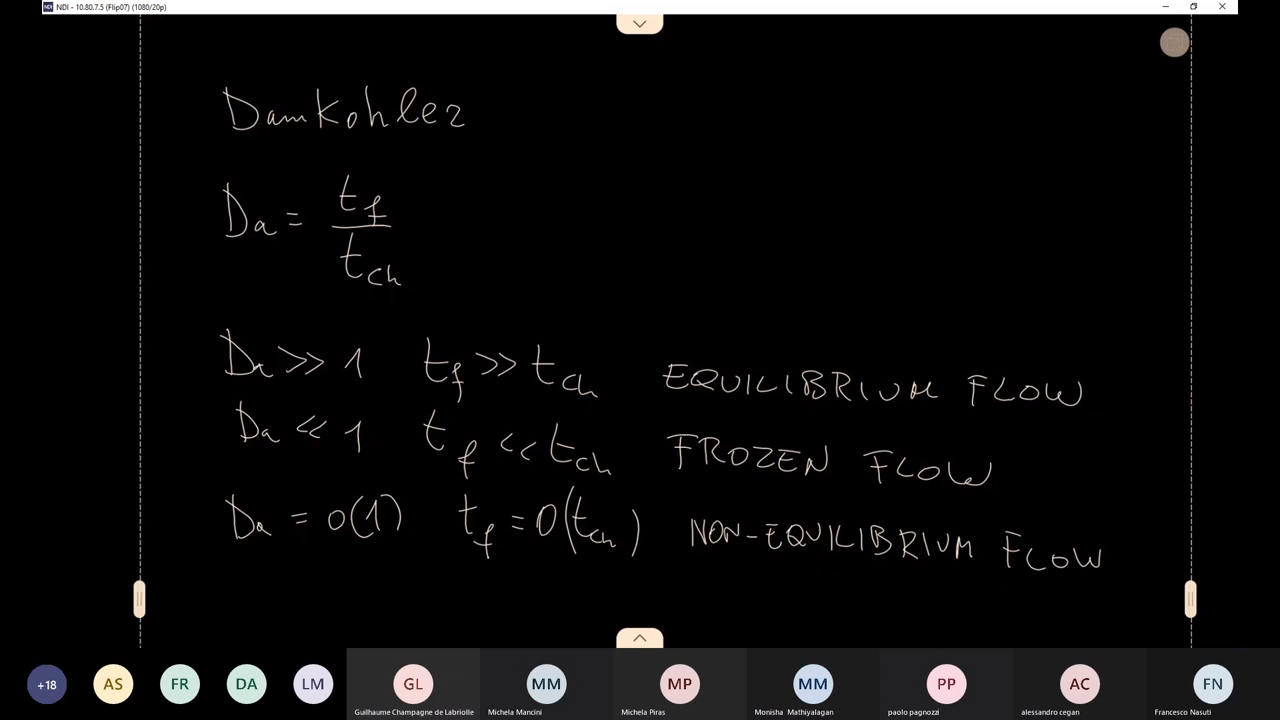 NDI - 10.80.7.5 (Flip07) (1080/20p)
Damkohler
Da = t_f / t_ch
Da >> 1 t_f >> t_ch EQUILIBRIUM FLOW
Da << 1 t_f << t_ch FROZEN FLOW
Da = O(1) t_f = O(t_ch) NON-EQUILIBRIUM FLOW
+18 AS FR DA LM GL MM MP MM PP AC FN
Guilhaume Champagne de Labriolle Michela Mancini Michela Piras Monisha Mathiyalagan paolo pagnozzi alessandro cegan Francesco Nasuti